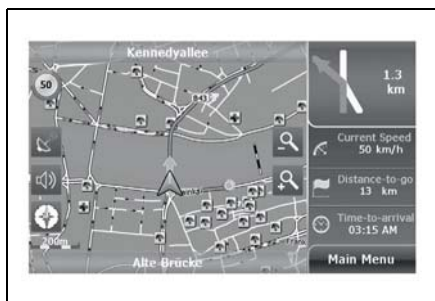 Kennedyallee
50
1.3
km
Current Speed
50 km/h
Distance-to-go
13 km
Time-to-arrival
03:15 AM
200m
Alte Brücke
Main Menu